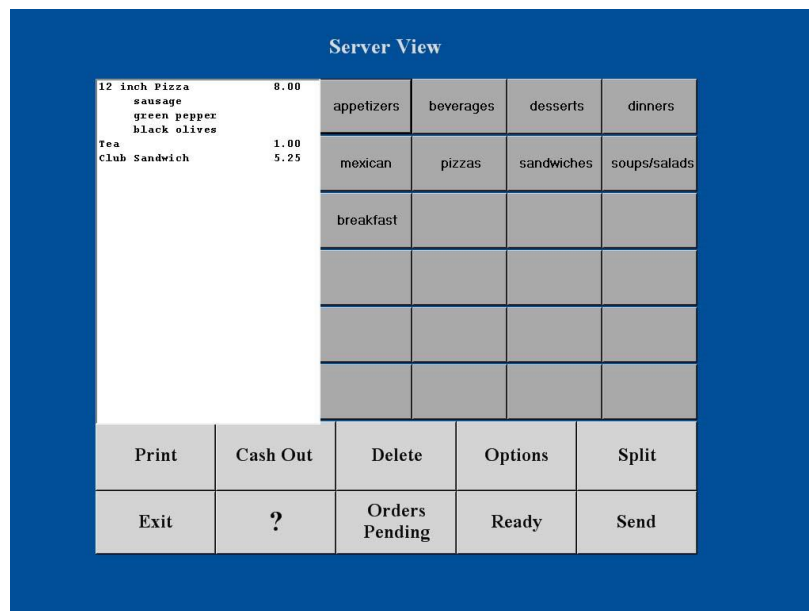 Server View
12 inch Pizza 8.00
sausage
green pepper
black olives
Tea 1.00
Club Sandwich 5.25
appetizers beverages desserts dinners
mexican pizzas sandwiches soups/salads
breakfast
Print Cash Out Delete Options Split
Exit ? Orders Pending Ready Send